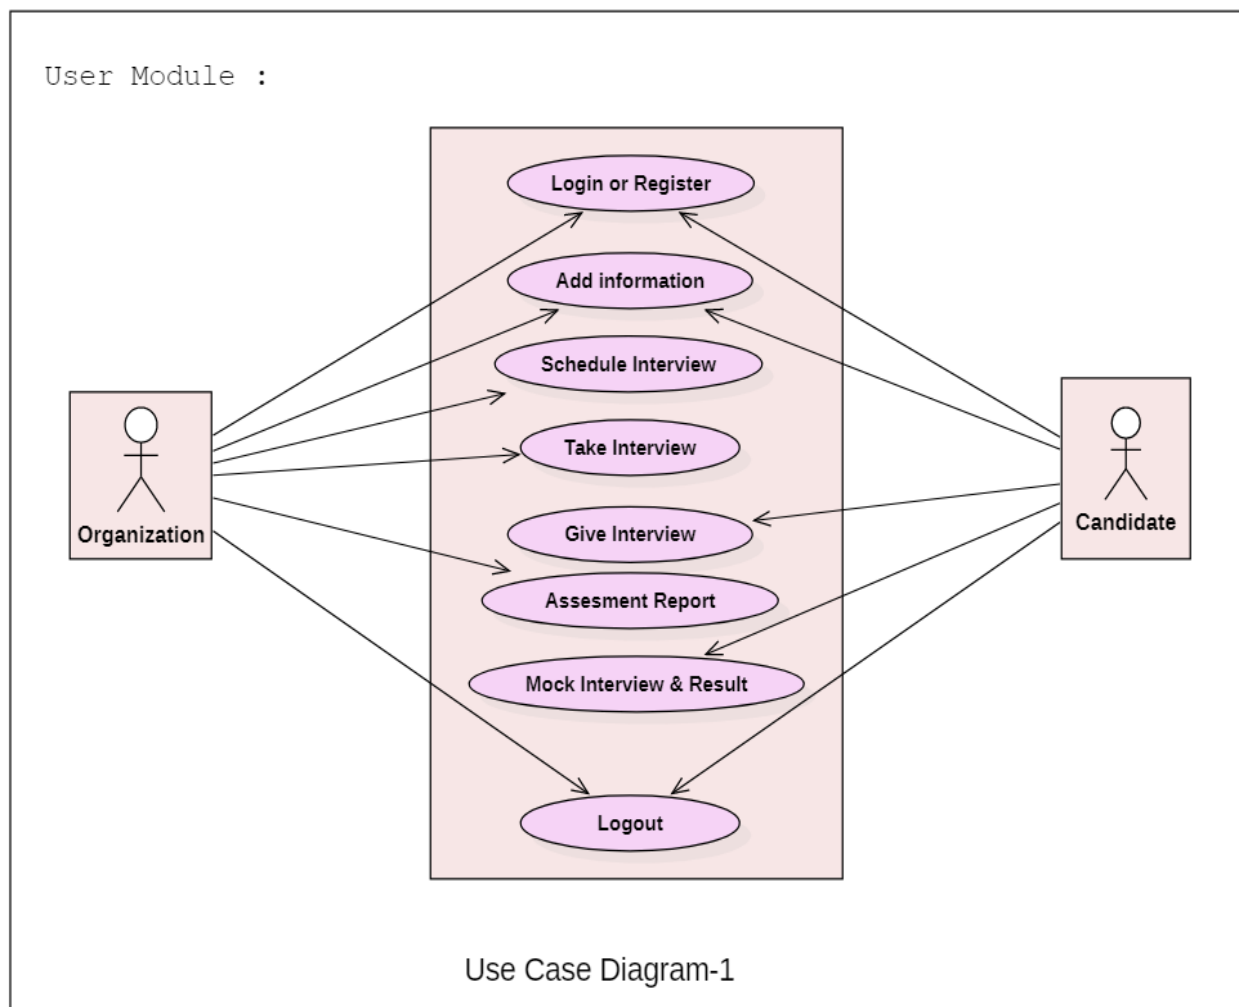 User Module :
Login or Register
Add information
Schedule Interview
Take Interview
Organization
Give Interview
Candidate
Assesment Report
Mock Interview & Result
Logout
Use Case Diagram-1